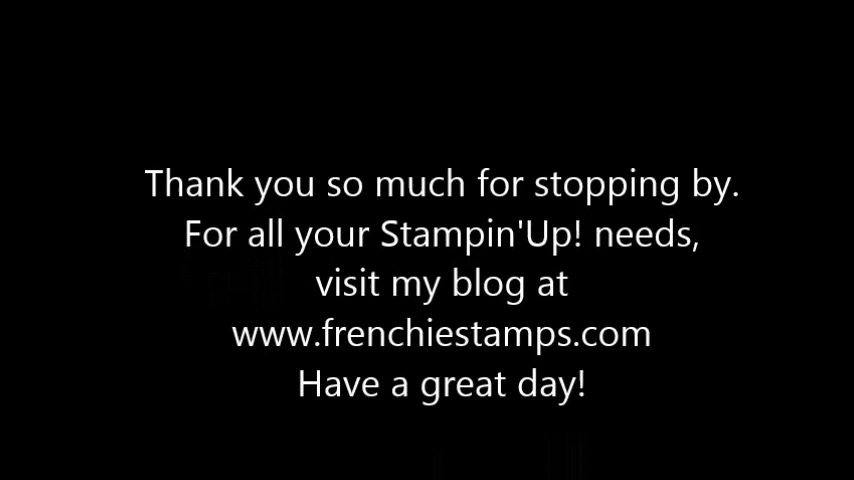 Thank you so much for stopping by.
For all your Stampin'Up! needs,
visit my blog at
www.frenchiestamps.com
Have a great day!